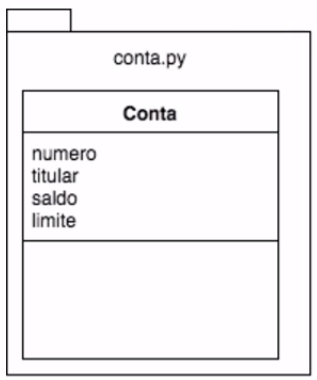 conta.py
Conta
numero
titular
saldo
limite